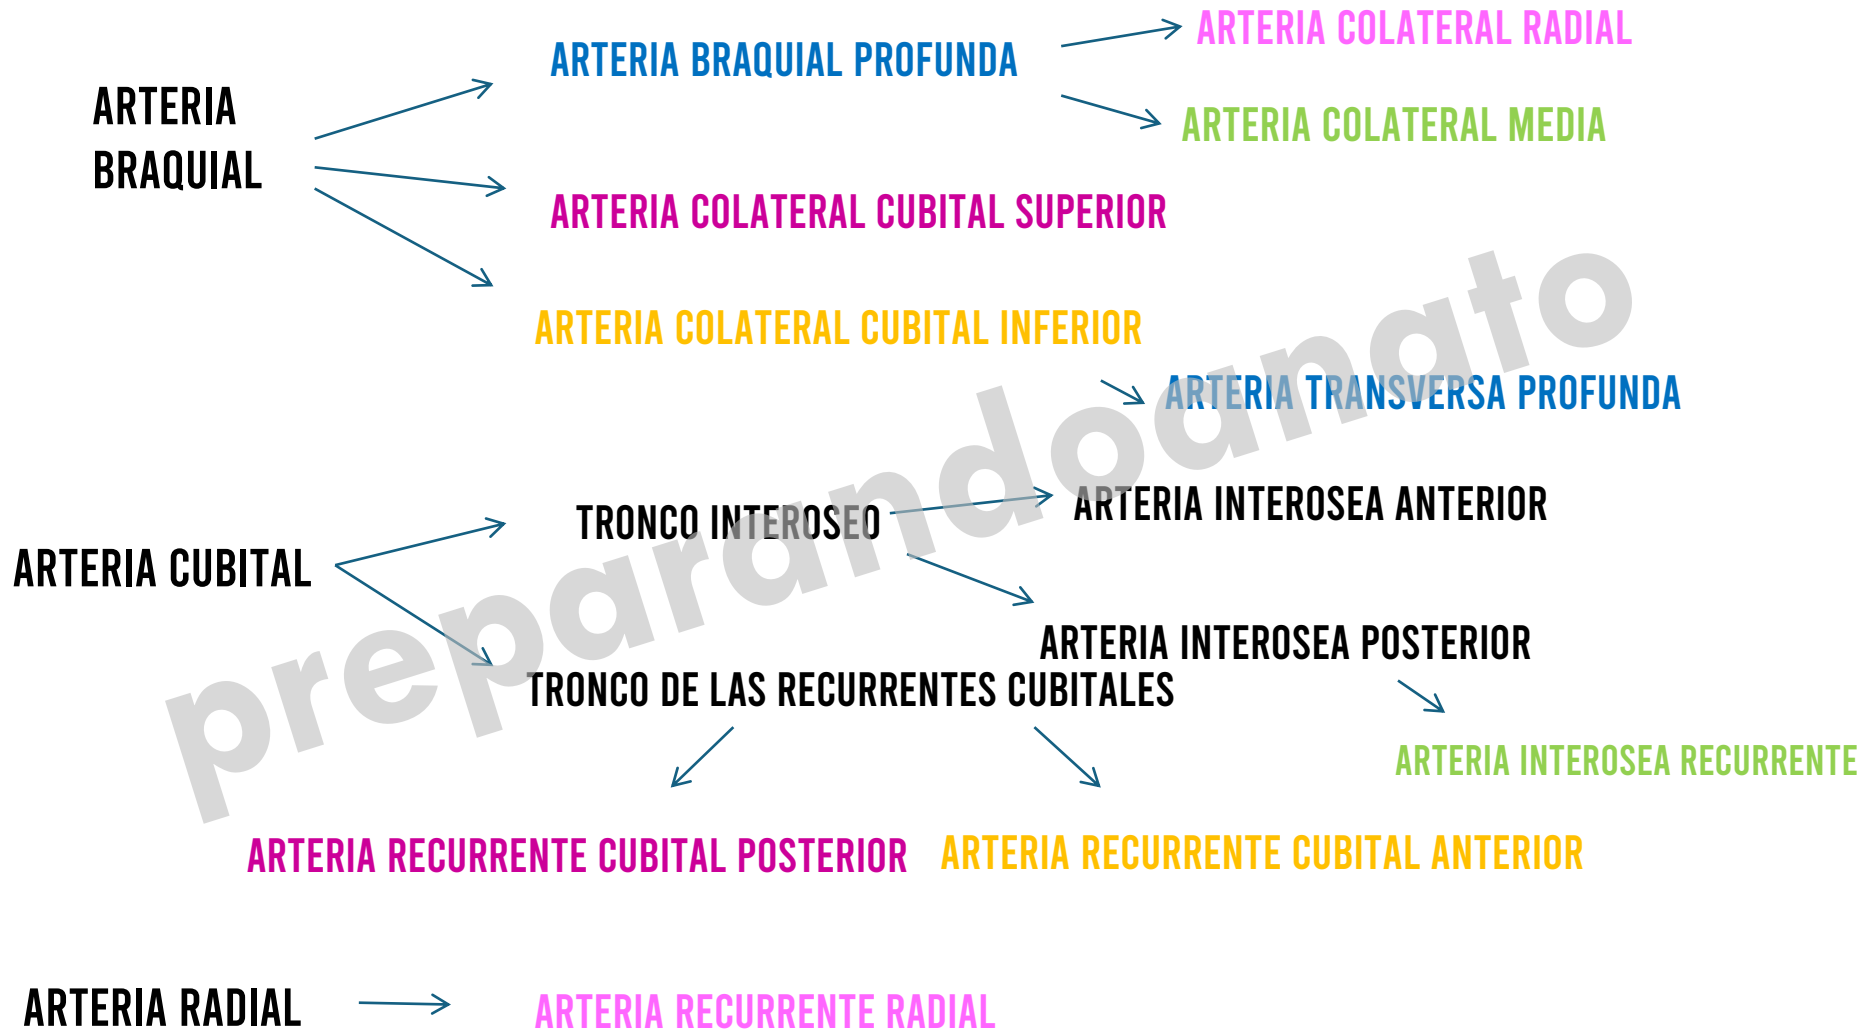 ARTERIA COLATERAL RADIAL
ARTERIA BRAQUIAL PROFUNDA
ARTERIA
BRAQUIAL
ARTERIA COLATERAL MEDIA
ARTERIA COLATERAL CUBITAL SUPERIOR
ARTERIA COLATERAL CUBITAL INFERIOR
ARTERIA TRANSVERSA PROFUNDA
ARTERIA INTEROSEA ANTERIOR
TRONCO INTEROSEO
ARTERIA CUBITAL
ARTERIA INTEROSEA POSTERIOR
TRONCO DE LAS RECURRENTES CUBITALES
ARTERIA INTEROSEA RECURRENTE
ARTERIA RECURRENTE CUBITAL POSTERIOR
ARTERIA RECURRENTE CUBITAL ANTERIOR
ARTERIA RADIAL
ARTERIA RECURRENTE RADIAL
preparandoanato